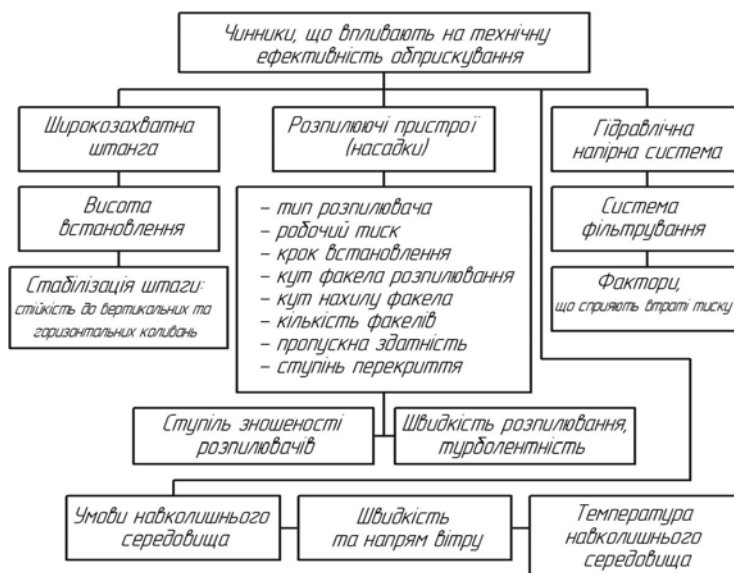 Чинники, що впливають на технічну
ефективність обприскування
Широкозахватна
штанга
Розпилюючі пристрої
(насадки)
Гідравлічна
напірна система
Висота
встановлення
– тип розпилювача
– робочий тиск
– крок встановлення
– кут факела розпилювання
– кут нахилу факела
– кількість факелів
– пропускна здатність
– ступінь перекриття
Система
фільтрування
Стабілізація штаги:
стійкість до вертикальних та
горизонтальних коливань
Фактори,
що сприяють втраті тиску
Ступіль зношеності
розпилювачів
Швидкість розпилювання,
турболентність
Умови навколишнього
середовища
Швидкість
та напрям вітру
Температура
навколишнього
середовища